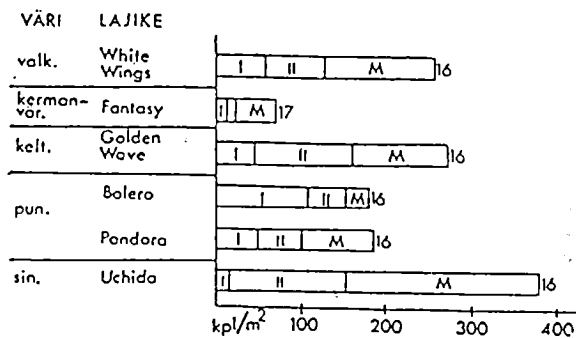 VÄRI LAJIKE
valk. White Wings I II M 16
kerman-vär. Fantasy I M 17
kelt. Golden Wave I II M 16
pun. Bolero I II M 16
Pandora I II M 16
sin. Uchida I II M 16
kpl/m² 100 200 300 400